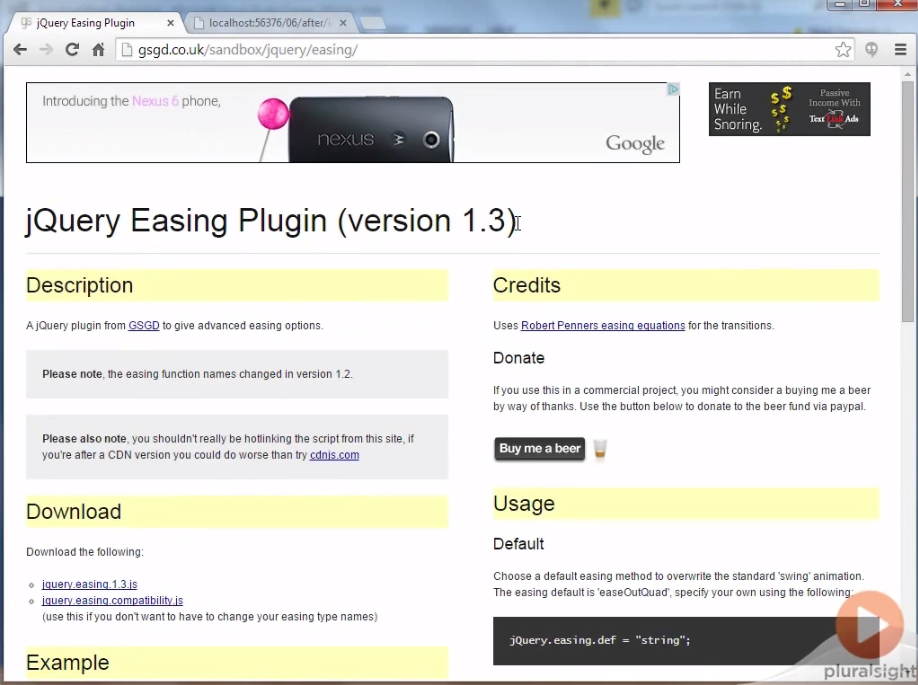 jQuery Easing Plugin
localhost:56376/06/after/
gsgd.co.uk/sandbox/jquery/easing/
Introducing the Nexus 6 phone,
nexus
Google
Earn
While
Snoring.
Passive
Income With
Text Link Ads
jQuery Easing Plugin (version 1.3)
Description
A jQuery plugin from GSGD to give advanced easing options.
Please note, the easing function names changed in version 1.2.
Please also note, you shouldn't really be hotlinking the script from this site, if
you're after a CDN version you could do worse than try cdnjs.com
Download
Download the following:
jquery.easing.1.3.js
jquery.easing.compatibility.js
(use this if you don't want to have to change your easing type names)
Example
Credits
Uses Robert Penners easing equations for the transitions.
Donate
If you use this in a commercial project, you might consider a buying me a beer
by way of thanks. Use the button below to donate to the beer fund via paypal.
Buy me a beer
Usage
Default
Choose a default easing method to overwrite the standard 'swing' animation.
The easing default is 'easeOutQuad', specify your own using the following:
jQuery.easing.def = "string";
pluralsight